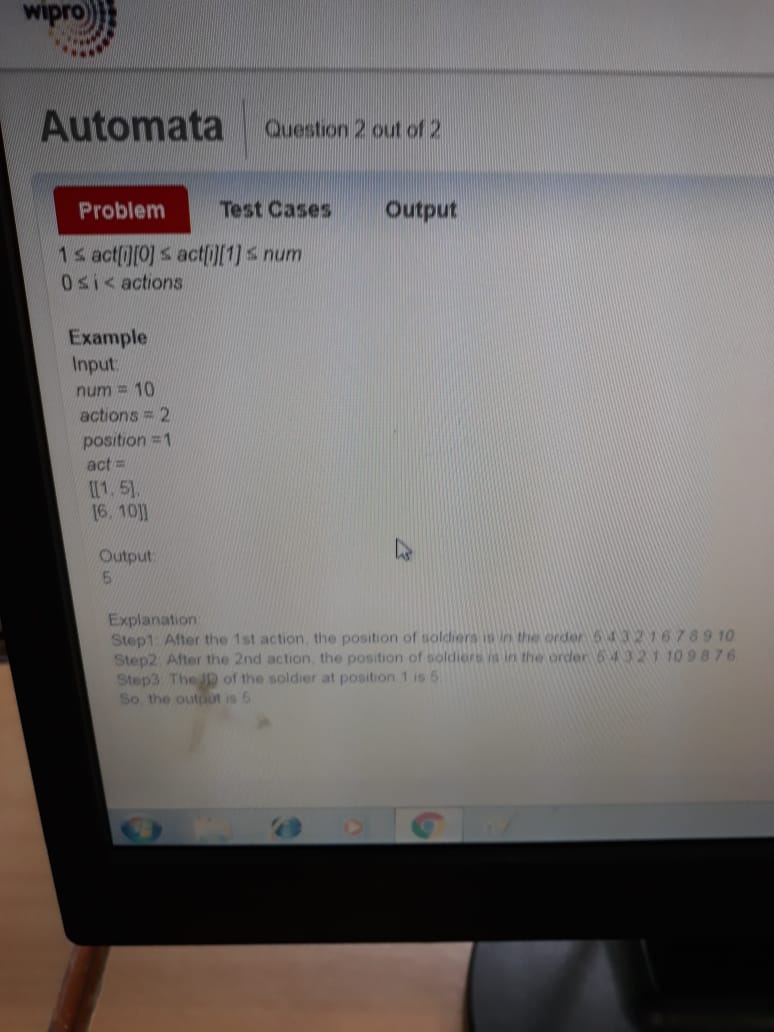 wipro
Automata
Question 2 out of 2
Problem Test Cases Output
1 ≤ act[i][0] ≤ act[i][1] ≤ num
0 ≤ i < actions
Example
Input:
num = 10
actions = 2
position =1
act =
[[1, 5],
[6, 10]]
Output:
5
Explanation:
Step1: After the 1st action, the position of soldiers is in the order: 5 4 3 2 1 6 7 8 9 10
Step2: After the 2nd action, the position of soldiers is in the order: 5 4 3 2 1 10 9 8 7 6
Step3: The ID of the soldier at position 1 is 5
So, the output is 5